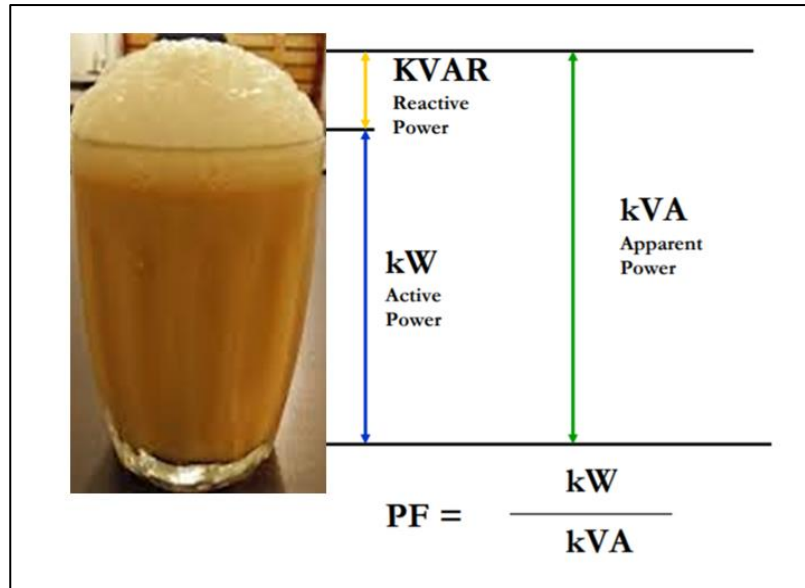 KVAR
Reactive
Power
kW
Active
Power
kVA
Apparent
Power
PF =
kW
kVA